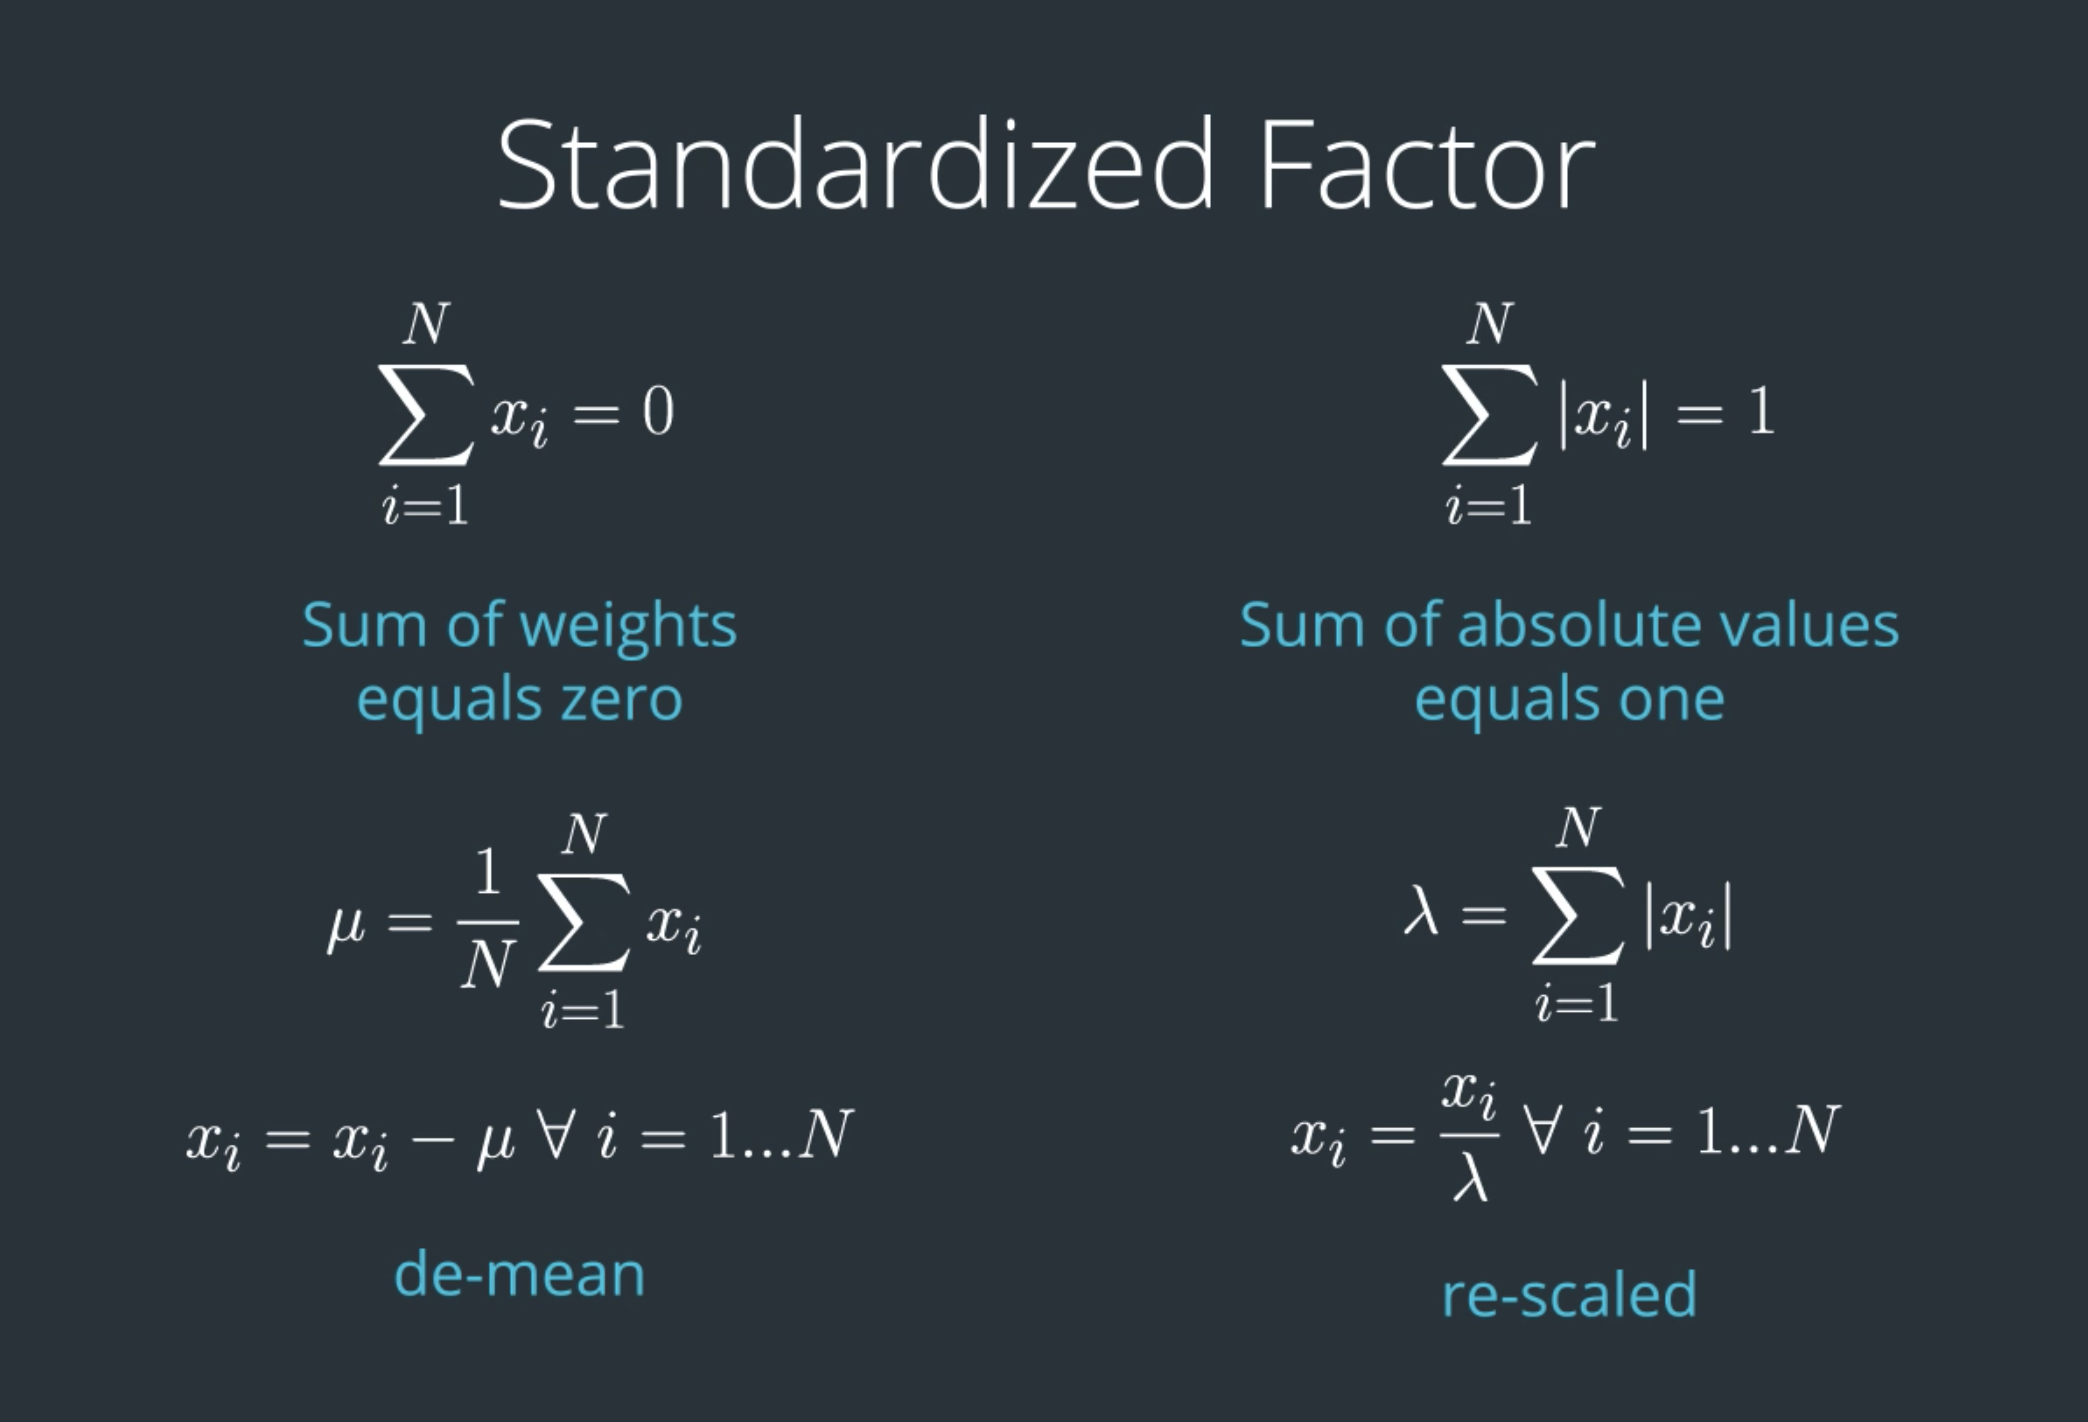 Standardized Factor
$\sum_{i=1}^{N} x_i = 0$
Sum of weights
equals zero
$\mu = \frac{1}{N} \sum_{i=1}^{N} x_i$
$x_i = x_i - \mu \ \forall \ i = 1...N$
de-mean
$\sum_{i=1}^{N} |x_i| = 1$
Sum of absolute values
equals one
$\lambda = \sum_{i=1}^{N} |x_i|$
$x_i = \frac{x_i}{\lambda} \ \forall \ i = 1...N$
re-scaled